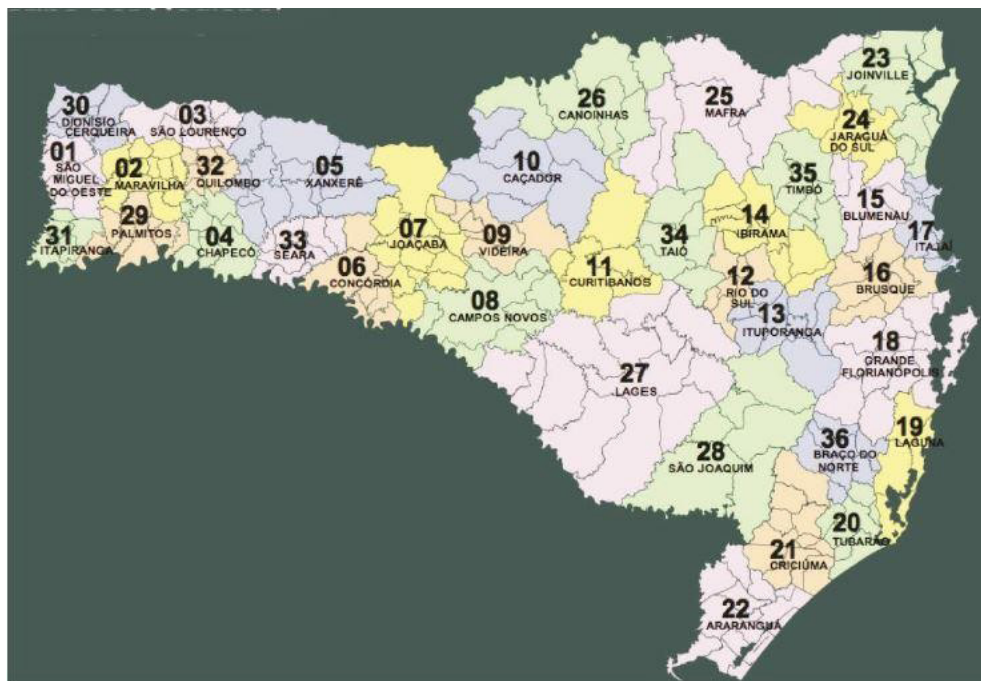 23
JOINVILLE
26
CANOINHAS
25
MAFRA
30
DIONÍSIO
CERQUEIRA
03
SÃO LOURENÇO
24
JARAGUÁ
DO SUL
01
SÃO
MIGUEL
DO OESTE
02
MARAVILHA
32
QUILOMBO
05
XANXERÊ
10
CAÇADOR
35
TIMBÓ
15
BLUMENAU
29
PALMITOS
31
ITAPIRANGA
04
CHAPECÓ
33
SEARA
07
JOAÇABA
09
VIDEIRA
34
TAIÓ
14
IBIRAMA
17
ITAJAÍ
06
CONCÓRDIA
11
CURITIBANOS
12
RIO DO
SUL
16
BRUSQUE
08
CAMPOS NOVOS
13
ITUPORANGA
18
GRANDE
FLORIANÓPOLIS
27
LAGES
19
LAGUNA
28
SÃO JOAQUIM
36
BRAÇO DO
NORTE
20
TUBARÃO
21
CRICIÚMA
22
ARARANGUÁ